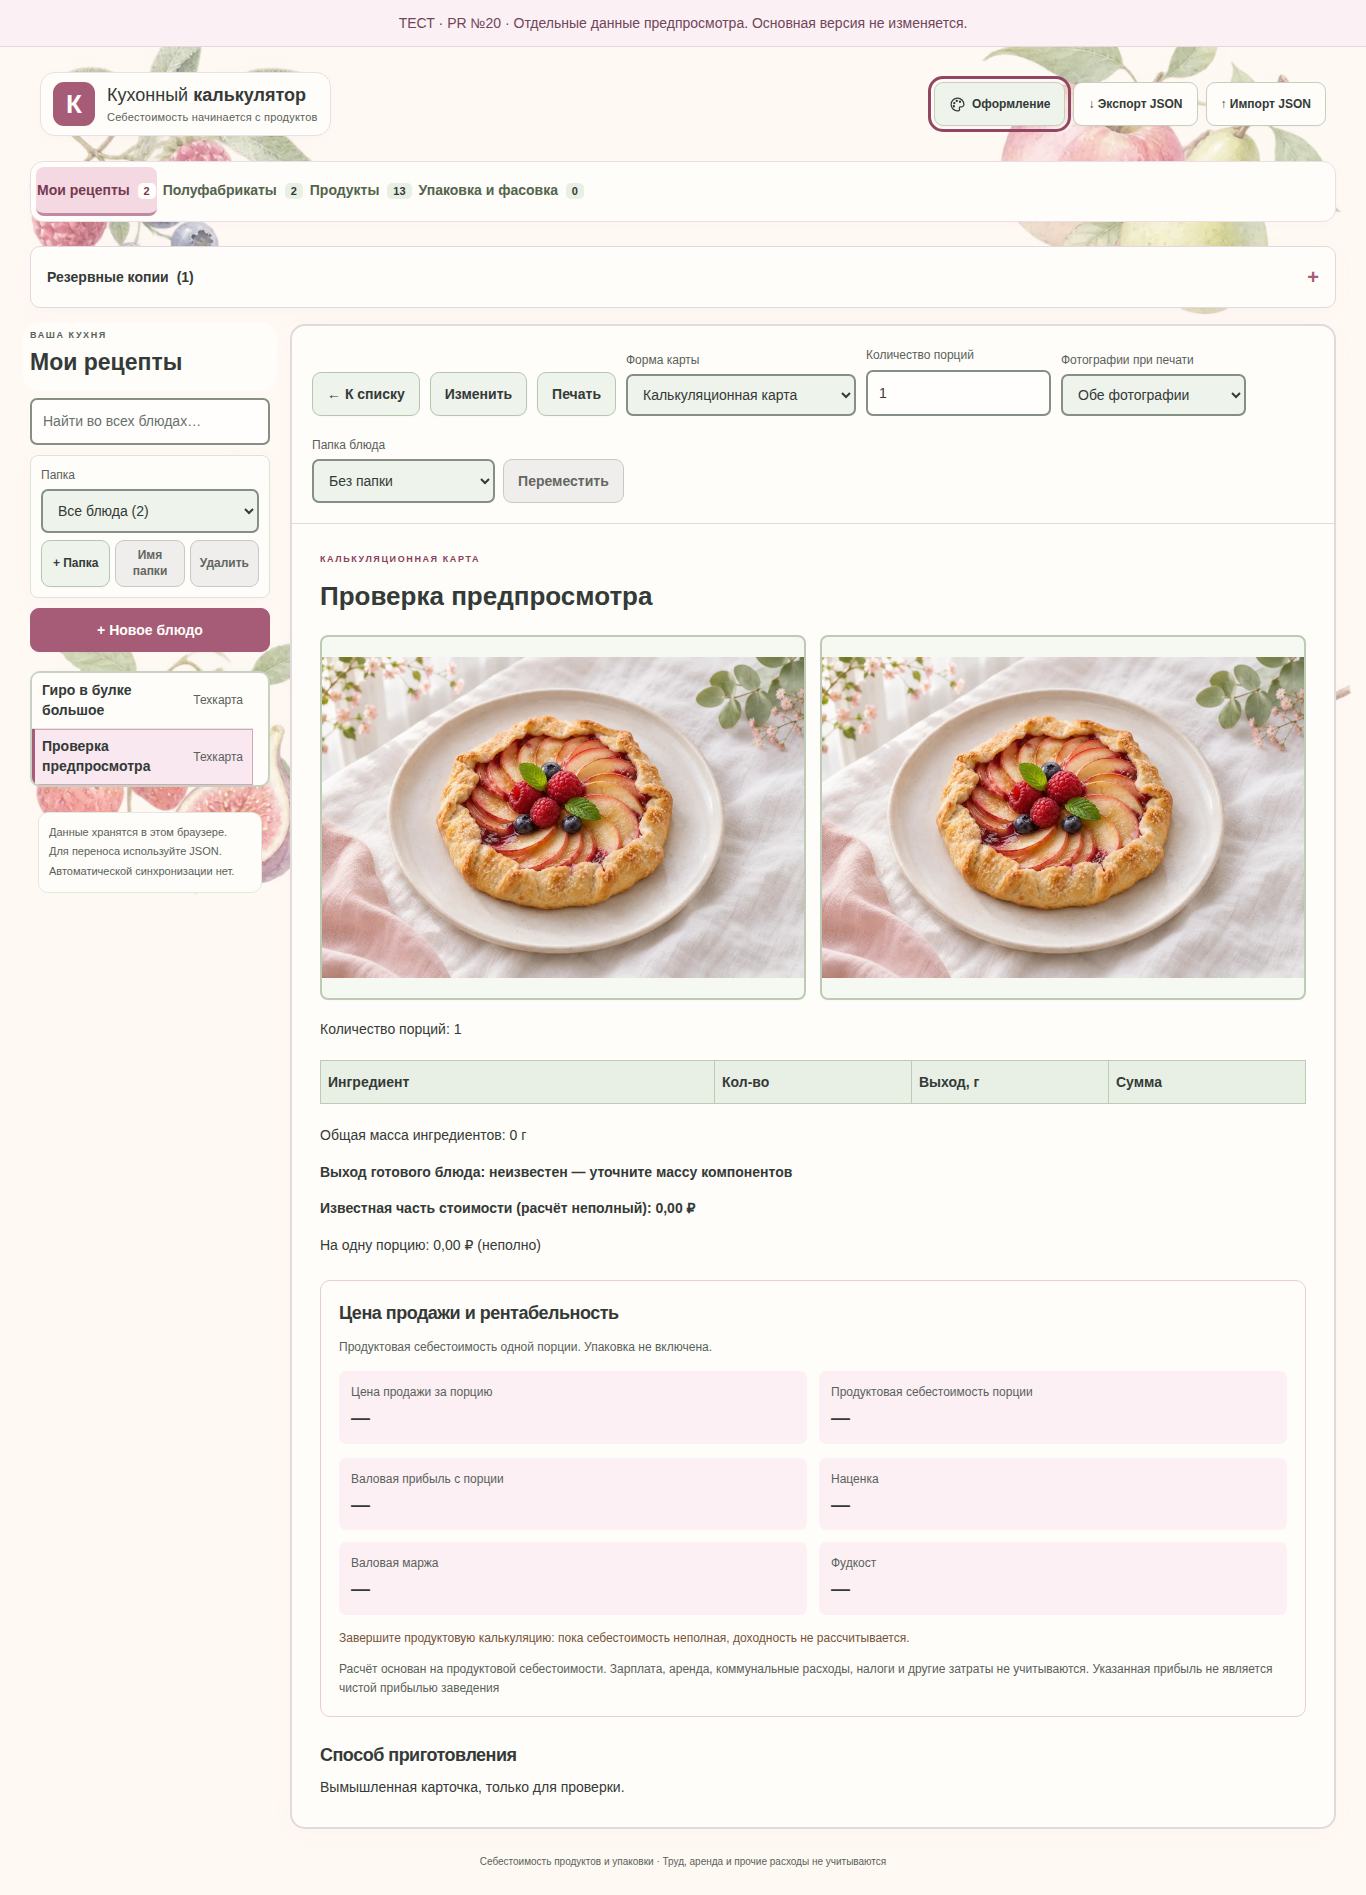 ТЕСТ · PR №20 · Отдельные данные предпросмотра. Основная версия не изменяется.
К
Кухонный калькулятор
Себестоимость начинается с продуктов
Оформление
↓ Экспорт JSON
↑ Импорт JSON
Мои рецепты 2
Полуфабрикаты 2
Продукты 13
Упаковка и фасовка 0
Резервные копии (1)
+
ВАША КУХНЯ
Мои рецепты
Найти во всех блюдах…
Папка
Все блюда (2)
+ Папка
Имя
папки
Удалить
+ Новое блюдо
Гиро в булке
большое
Техкарта
Проверка
предпросмотра
Техкарта
Данные хранятся в этом браузере.
Для переноса используйте JSON.
Автоматической синхронизации нет.
← К списку
Изменить
Печать
Форма карты
Калькуляционная карта
Количество порций
1
Фотографии при печати
Обе фотографии
Папка блюда
Без папки
Переместить
КАЛЬКУЛЯЦИОННАЯ КАРТА
Проверка предпросмотра
Количество порций: 1
Ингредиент
Кол-во
Выход, г
Сумма
Общая масса ингредиентов: 0 г
Выход готового блюда: неизвестен — уточните массу компонентов
Известная часть стоимости (расчёт неполный): 0,00 ₽
На одну порцию: 0,00 ₽ (неполно)
Цена продажи и рентабельность
Продуктовая себестоимость одной порции. Упаковка не включена.
Цена продажи за порцию
—
Продуктовая себестоимость порции
—
Валовая прибыль с порции
—
Наценка
—
Валовая маржа
—
Фудкост
—
Завершите продуктовую калькуляцию: пока себестоимость неполная, доходность не рассчитывается.
Расчёт основан на продуктовой себестоимости. Зарплата, аренда, коммунальные расходы, налоги и другие затраты не учитываются. Указанная прибыль не является
чистой прибылью заведения
Способ приготовления
Вымышленная карточка, только для проверки.
Себестоимость продуктов и упаковки · Труд, аренда и прочие расходы не учитываются